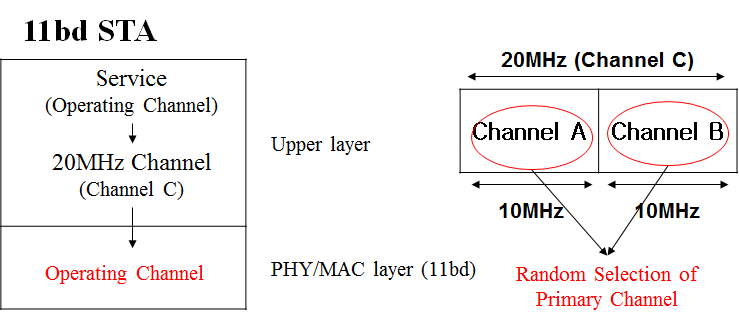 11bd STA
Service
(Operating Channel)
20MHz Channel
(Channel C)
Operating Channel
Upper layer
PHY/MAC layer (11bd)
20MHz (Channel C)
Channel A
Channel B
10MHz
10MHz
Random Selection of
Primary Channel